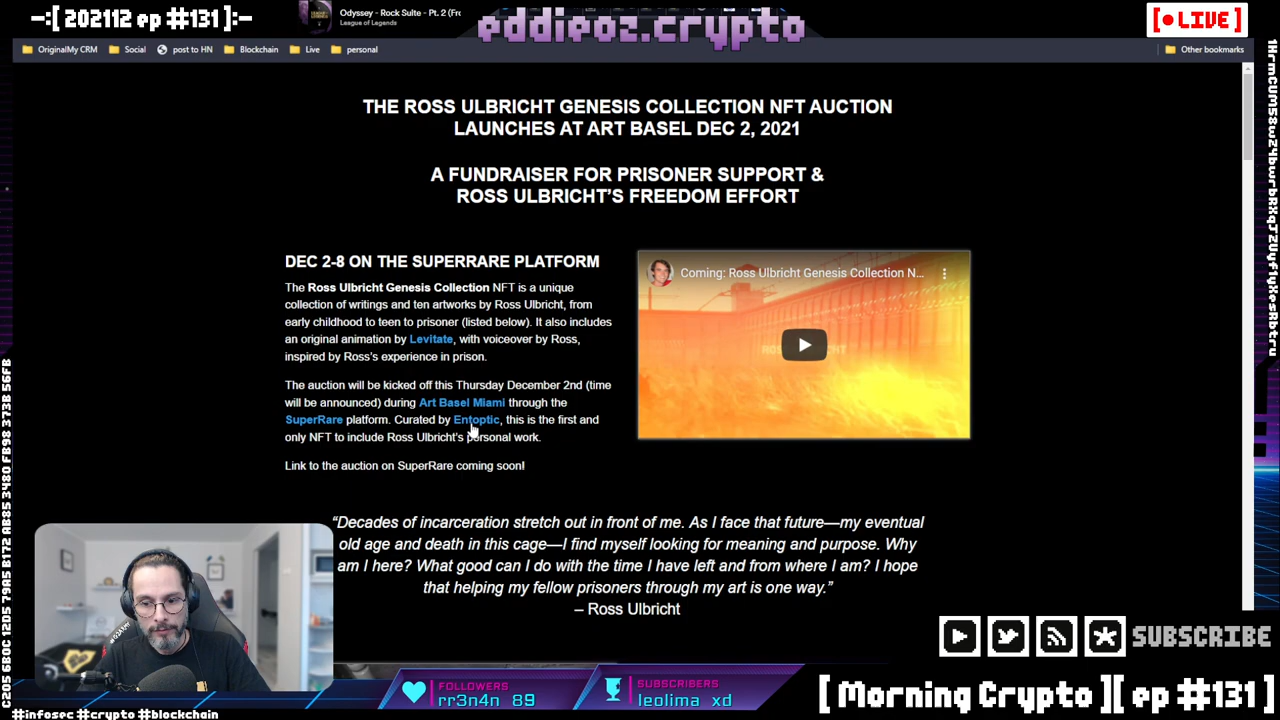 -:[ 202112 ep #131 ]:-
Odyssey - Rock Suite - Pt. 2 (Fre
League of Legends
eddieoz.crypto
[ LIVE ]
OriginalMy CRM
Social
post to HN
Blockchain
Live
personal
Other bookmarks
THE ROSS ULBRICHT GENESIS COLLECTION NFT AUCTION
LAUNCHES AT ART BASEL DEC 2, 2021
A FUNDRAISER FOR PRISONER SUPPORT &
ROSS ULBRICHT'S FREEDOM EFFORT
DEC 2-8 ON THE SUPERRARE PLATFORM
The Ross Ulbricht Genesis Collection NFT is a unique
collection of writings and ten artworks by Ross Ulbricht, from
early childhood to teen to prisoner (listed below). It also includes
an original animation by Levitate, with voiceover by Ross,
inspired by Ross's experience in prison.
The auction will be kicked off this Thursday December 2nd (time
will be announced) during Art Basel Miami through the
SuperRare platform. Curated by Entoptic, this is the first and
only NFT to include Ross Ulbricht's personal work.
Link to the auction on SuperRare coming soon!
Coming: Ross Ulbricht Genesis Collection N...
"Decades of incarceration stretch out in front of me. As I face that future—my eventual
old age and death in this cage—I find myself looking for meaning and purpose. Why
am I here? What good can I do with the time I have left and from where I am? I hope
that helping my fellow prisoners through my art is one way."
– Ross Ulbricht
SUBSCRIBE
FOLLOWERS
rr3n4n_89
SUBSCRIBERS
leolima_xd
[ Morning Crypto ][ ep #131 ]
#infosec #crypto #blockchain